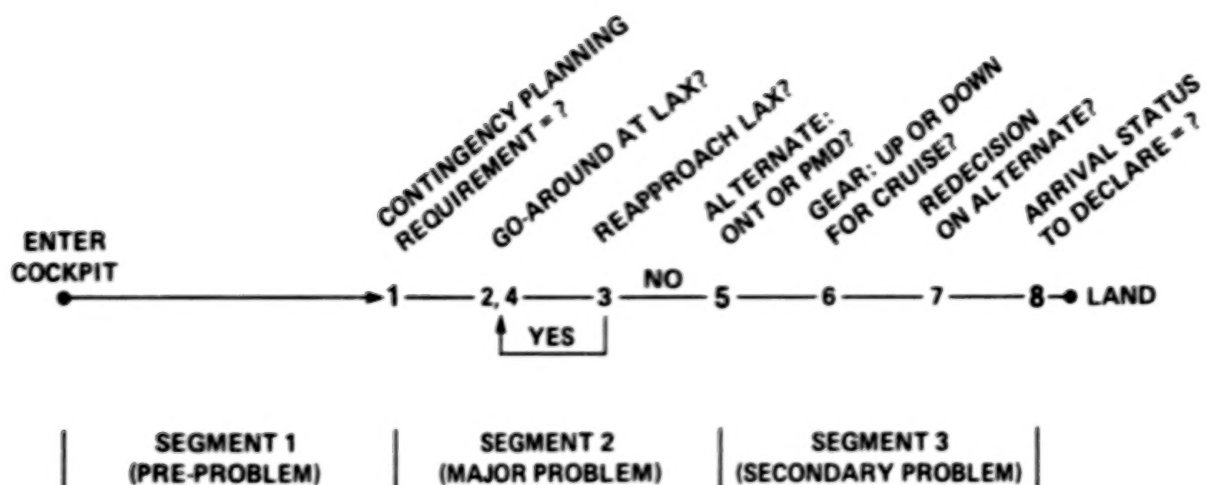 CONTINGENCY PLANNING
REQUIREMENT = ?
GO-AROUND AT LAX?
REAPPROACH LAX?
ALTERNATE:
ONT OR PMD?
GEAR: UP OR DOWN
FOR CRUISE?
REDECISION
ON ALTERNATE?
ARRIVAL STATUS
TO DECLARE = ?
ENTER
COCKPIT
1 2, 4 3 NO 5 6 7 8 LAND
YES
SEGMENT 1
(PRE-PROBLEM)
SEGMENT 2
(MAJOR PROBLEM)
SEGMENT 3
(SECONDARY PROBLEM)